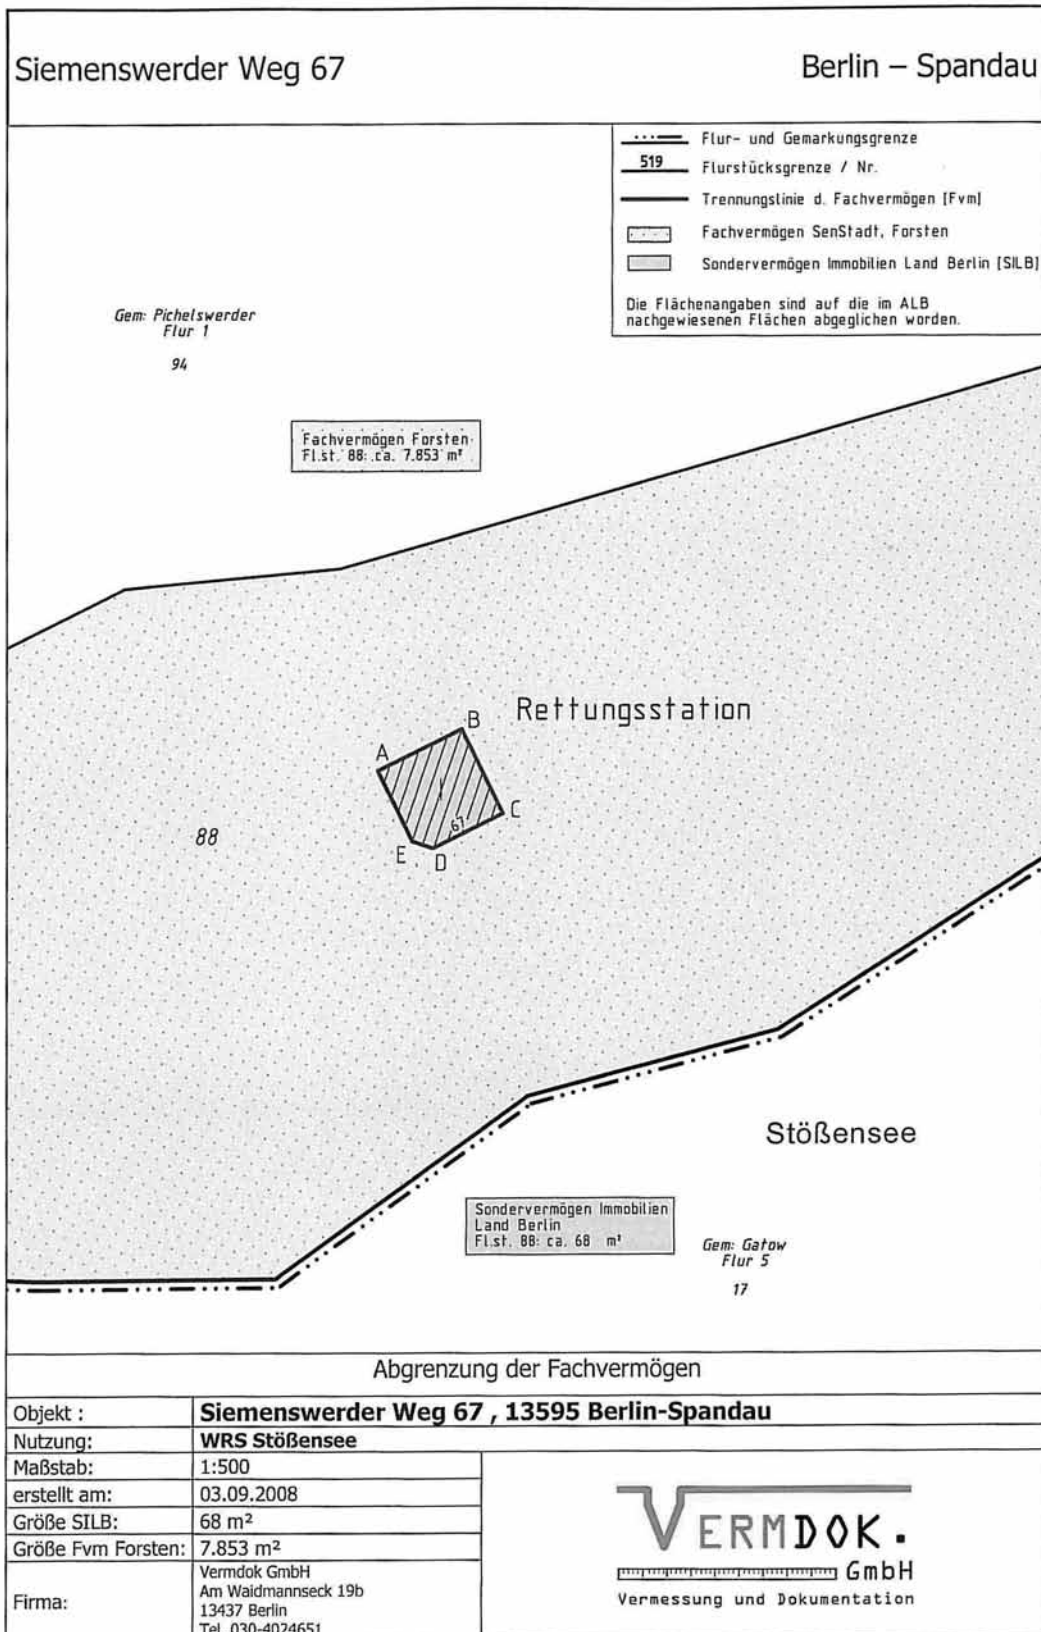 Siemenswerder Weg 67
Berlin – Spandau
Flur- und Gemarkungsgrenze
519
Flurstücksgrenze / Nr.
Trennungslinie d. Fachvermögen [Fvm]
Fachvermögen SenStadt, Forsten
Sondervermögen Immobilien Land Berlin [SILB]
Die Flächenangaben sind auf die im ALB
nachgewiesenen Flächen abgeglichen worden.
Gem: Pichelswerder
Flur 1
94
Fachvermögen Forsten
Fl.st. 88: ca. 7.853 m²
Rettungsstation
A
B
C
D
E
67
88
Stößensee
Sondervermögen Immobilien
Land Berlin
Fl.st. 88: ca. 68 m²
Gem: Gatow
Flur 5
17
Abgrenzung der Fachvermögen
Objekt : Siemenswerder Weg 67 , 13595 Berlin-Spandau
Nutzung: WRS Stößensee
Maßstab: 1:500
erstellt am: 03.09.2008
Größe SILB: 68 m²
Größe Fvm Forsten: 7.853 m²
Firma:
Vermdok GmbH
Am Waidmannseck 19b
13437 Berlin
Tel. 030-4024651
VERMDOK.
GmbH
Vermessung und Dokumentation